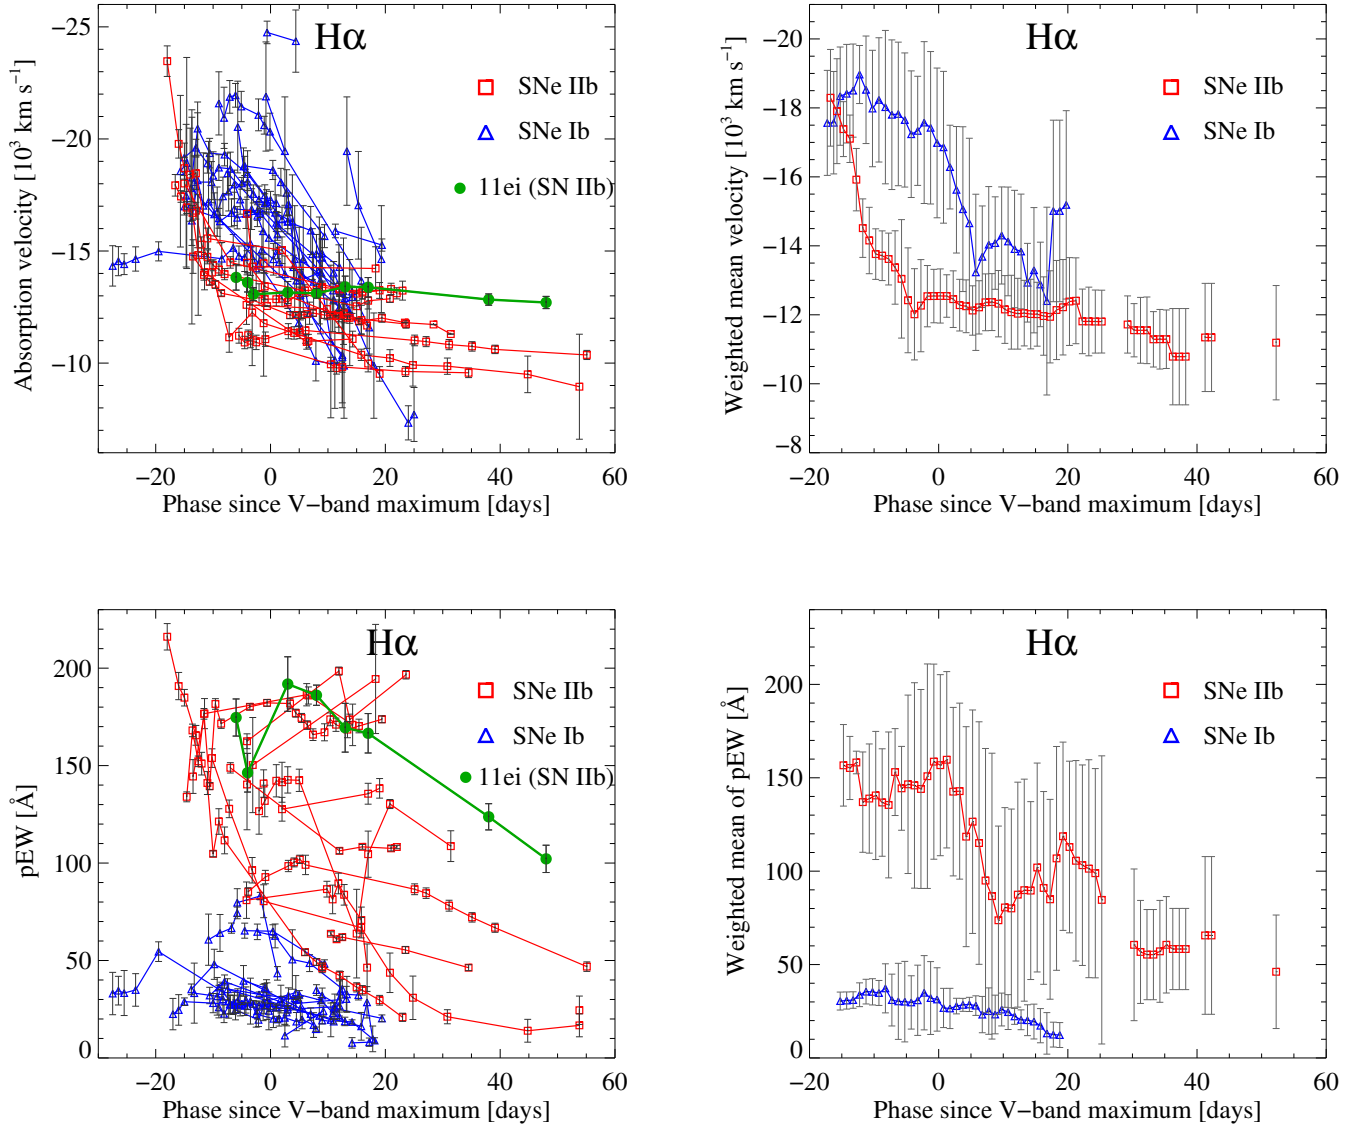 Hα
SNe IIb
SNe Ib
11ei (SN IIb)
−25
−20
−15
−10
Absorption velocity [10³ km s⁻¹]
−20 0 20 40 60
Phase since V−band maximum [days]
Hα
SNe IIb
SNe Ib
−20
−18
−16
−14
−12
−10
−8
Weighted mean velocity [10³ km s⁻¹]
−20 0 20 40 60
Phase since V−band maximum [days]
Hα
SNe IIb
SNe Ib
11ei (SN IIb)
200
150
100
50
0
pEW [Å]
−20 0 20 40 60
Phase since V−band maximum [days]
Hα
SNe IIb
SNe Ib
200
150
100
50
0
Weighted mean of pEW [Å]
−20 0 20 40 60
Phase since V−band maximum [days]